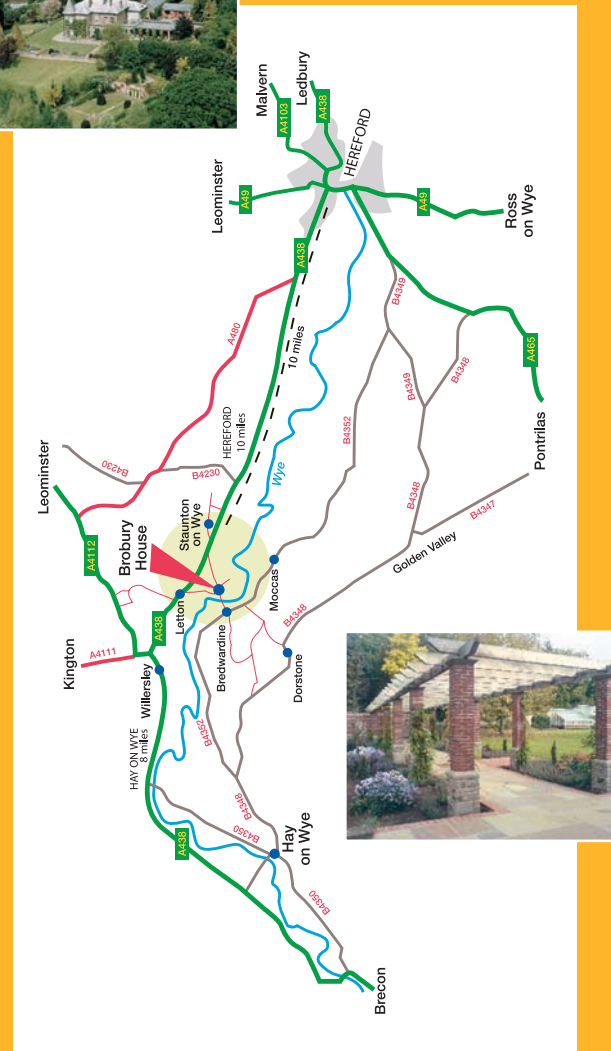 Malvern
Ledbury
A4103
A438
HEREFORD
Leominster
A49
A49
Ross
on Wye
A438
A480
10 miles
B4349
B4349
B4348
A465
Pontrilas
HEREFORD
10 miles
B4352
Wye
B4230
B4230
Leominster
A4112
Brobury
House
Staunton
on Wye
Letton
Moccas
Bredwardine
B4348
B4347
Golden Valley
B4348
Dorstone
Kington
A4111
A438
Willersley
HAY ON WYE
8 miles
B4352
B4348
B4350
A438
Hay
on Wye
B4350
Brecon